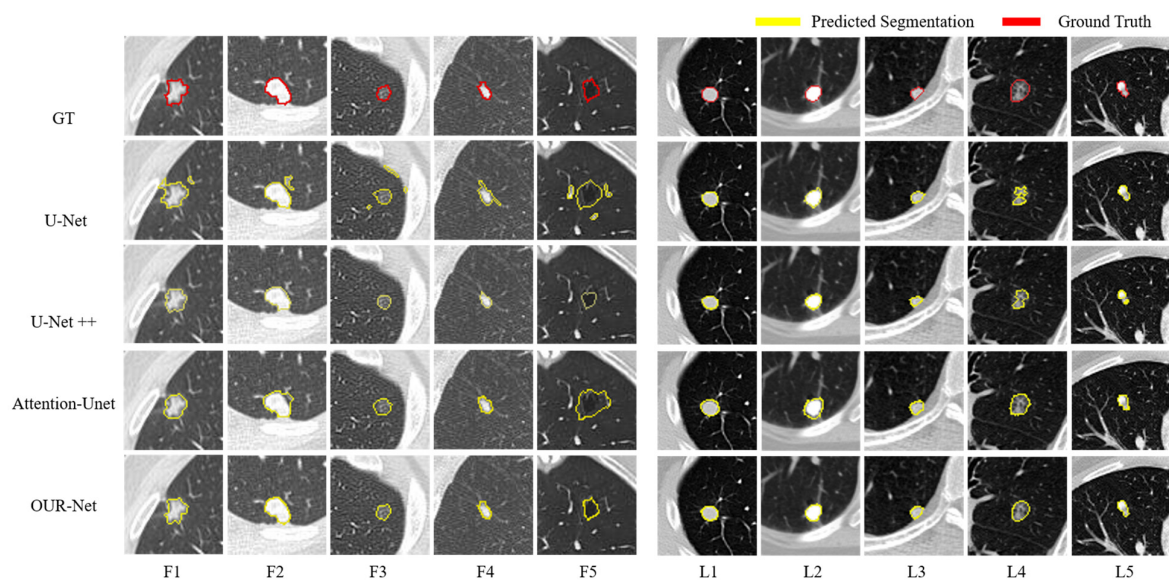 Predicted Segmentation Ground Truth
GT
U-Net
U-Net ++
Attention-Unet
OUR-Net
F1 F2 F3 F4 F5 L1 L2 L3 L4 L5